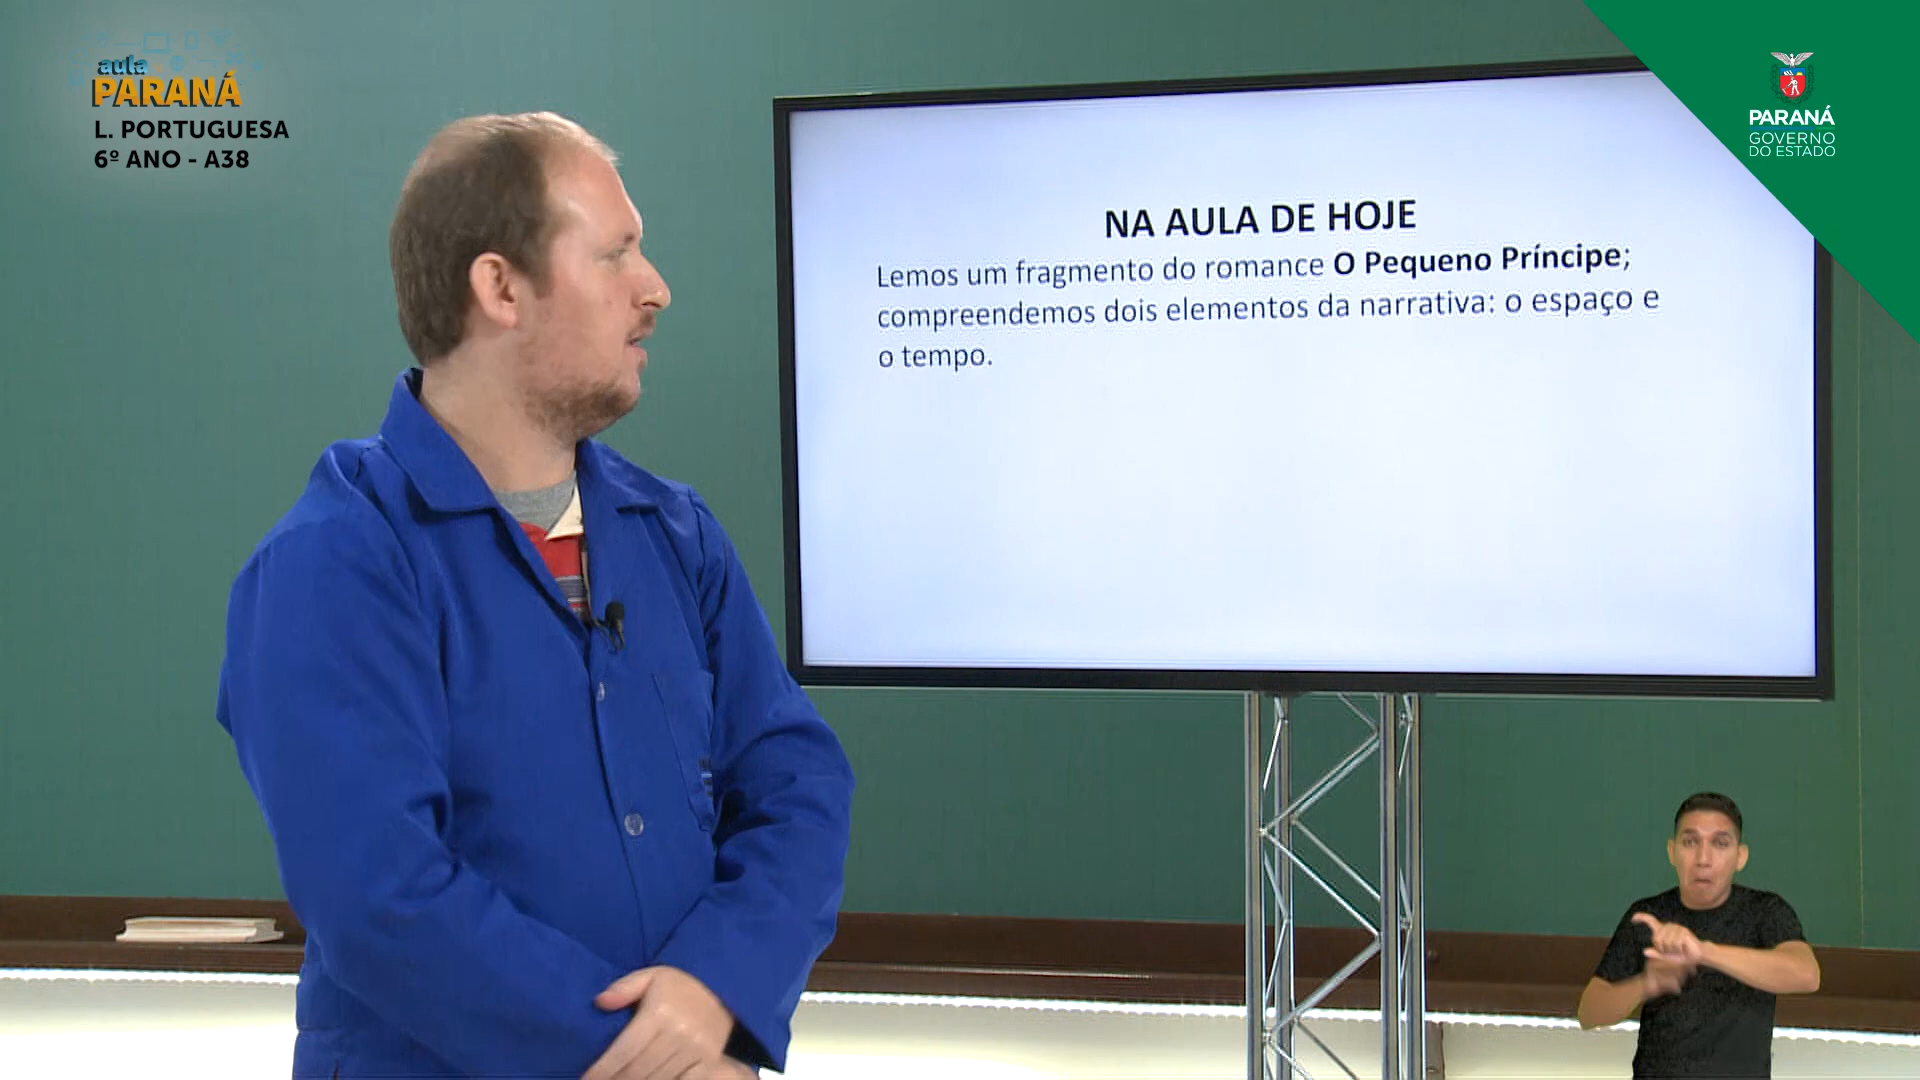 aula
PARANÁ
L. PORTUGUESA
6º ANO - A38
PARANÁ
GOVERNO
DO ESTADO
NA AULA DE HOJE
Lemos um fragmento do romance O Pequeno Príncipe;
compreendemos dois elementos da narrativa: o espaço e
o tempo.